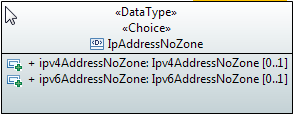 «DataType»
«Choice»
IpAddressNoZone
+ ipv4AddressNoZone: Ipv4AddressNoZone [0..1]
+ ipv6AddressNoZone: Ipv6AddressNoZone [0..1]